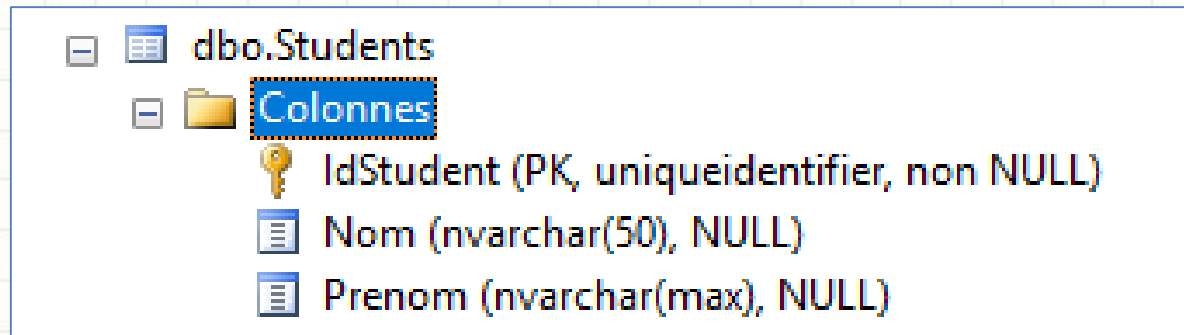 dbo.Students
Colonnes
IdStudent (PK, uniqueidentifier, non NULL)
Nom (nvarchar(50), NULL)
Prenom (nvarchar(max), NULL)